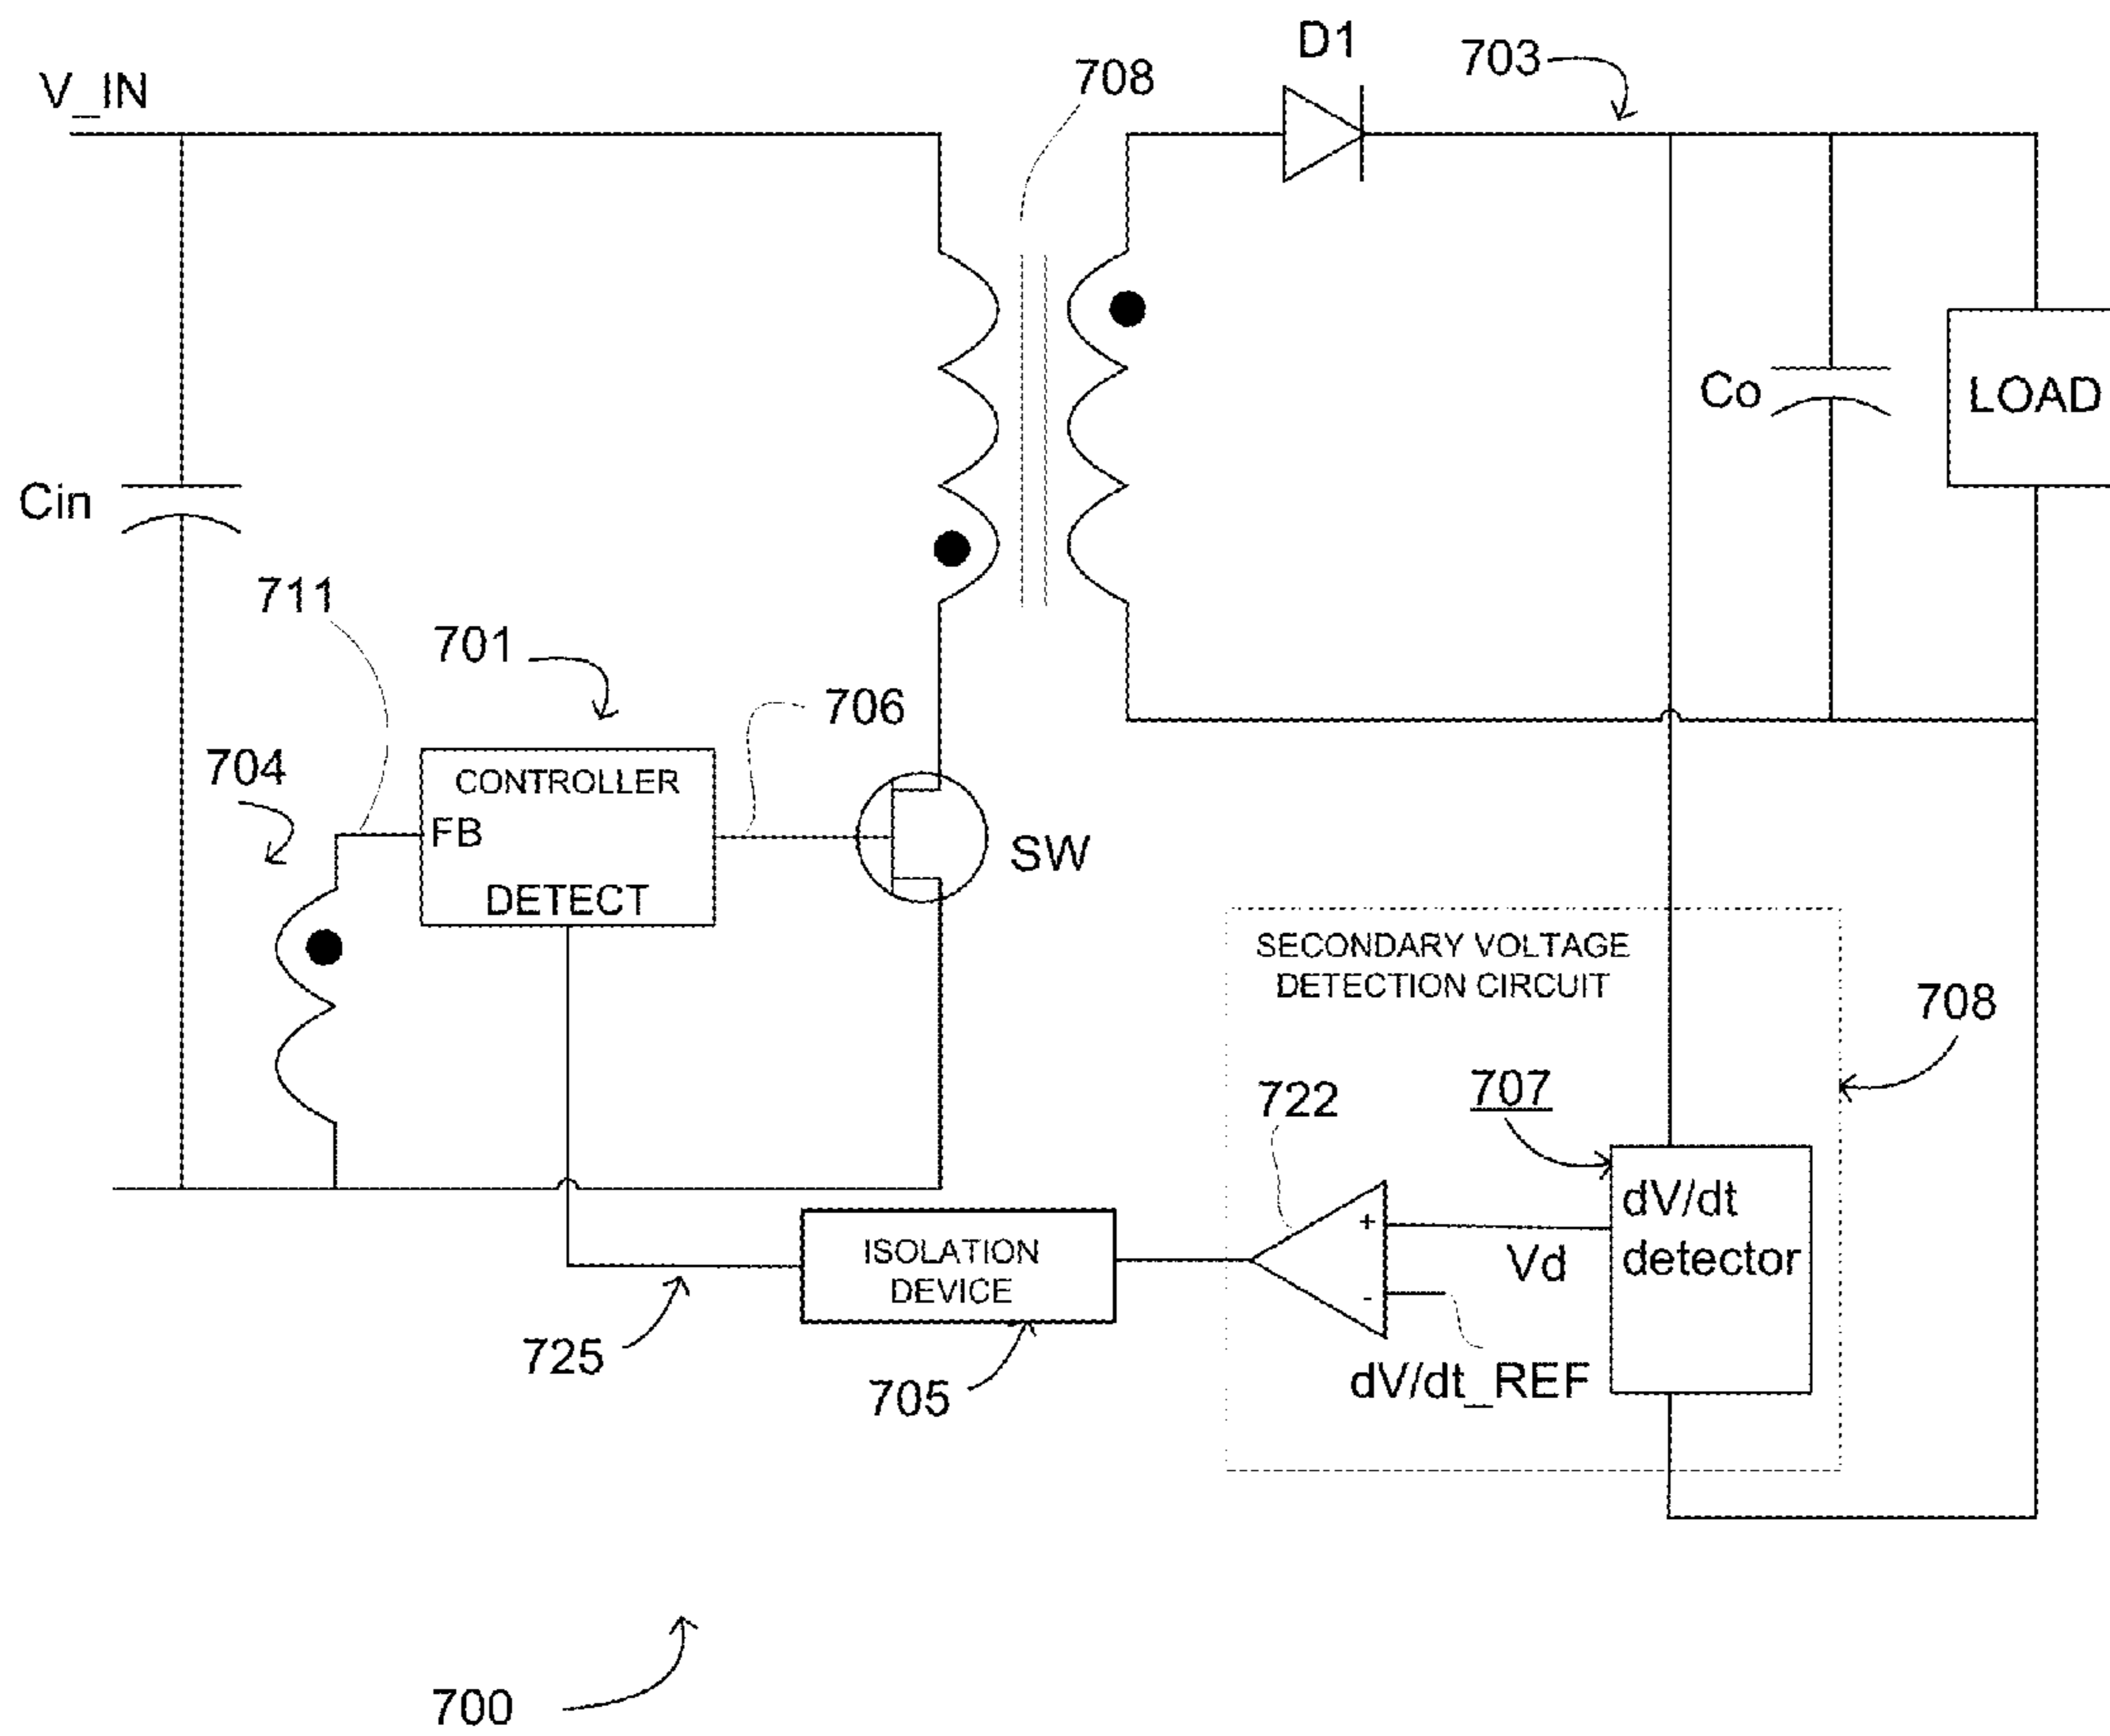 D1
703
708
V_IN
Co
LOAD
Cin
711
701
706
704
CONTROLLER
FB
DETECT
SW
SECONDARY VOLTAGE
DETECTION CIRCUIT
708
722
707
+
-
Vd
dV/dt
detector
dV/dt_REF
ISOLATION
DEVICE
725
705
700